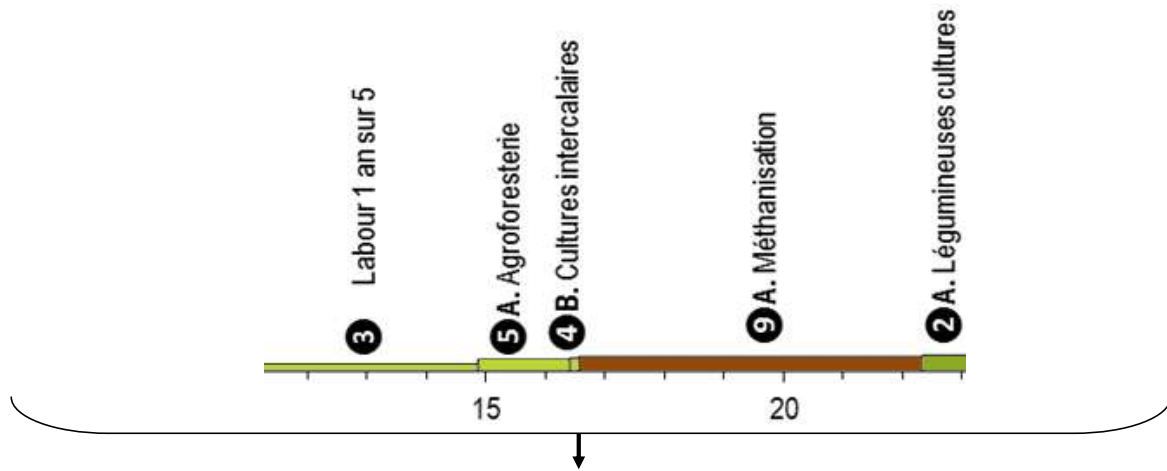 3 Labour 1 an sur 5
5 A. Agroforesterie
4 B. Cultures intercalaires
9 A. Méthanisation
2 A. Légumineuses cultures
15
20